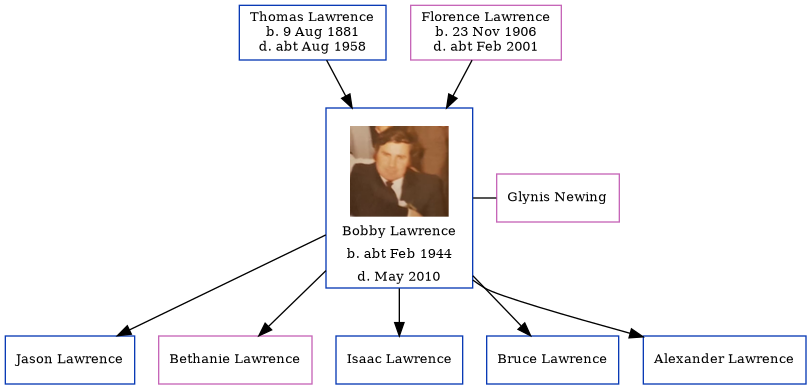 Thomas Lawrence
b. 9 Aug 1881
d. abt Aug 1958
Florence Lawrence
b. 23 Nov 1906
d. abt Feb 2001
Bobby Lawrence
b. abt Feb 1944
d. May 2010
Glynis Newing
Jason Lawrence
Bethanie Lawrence
Isaac Lawrence
Bruce Lawrence
Alexander Lawrence